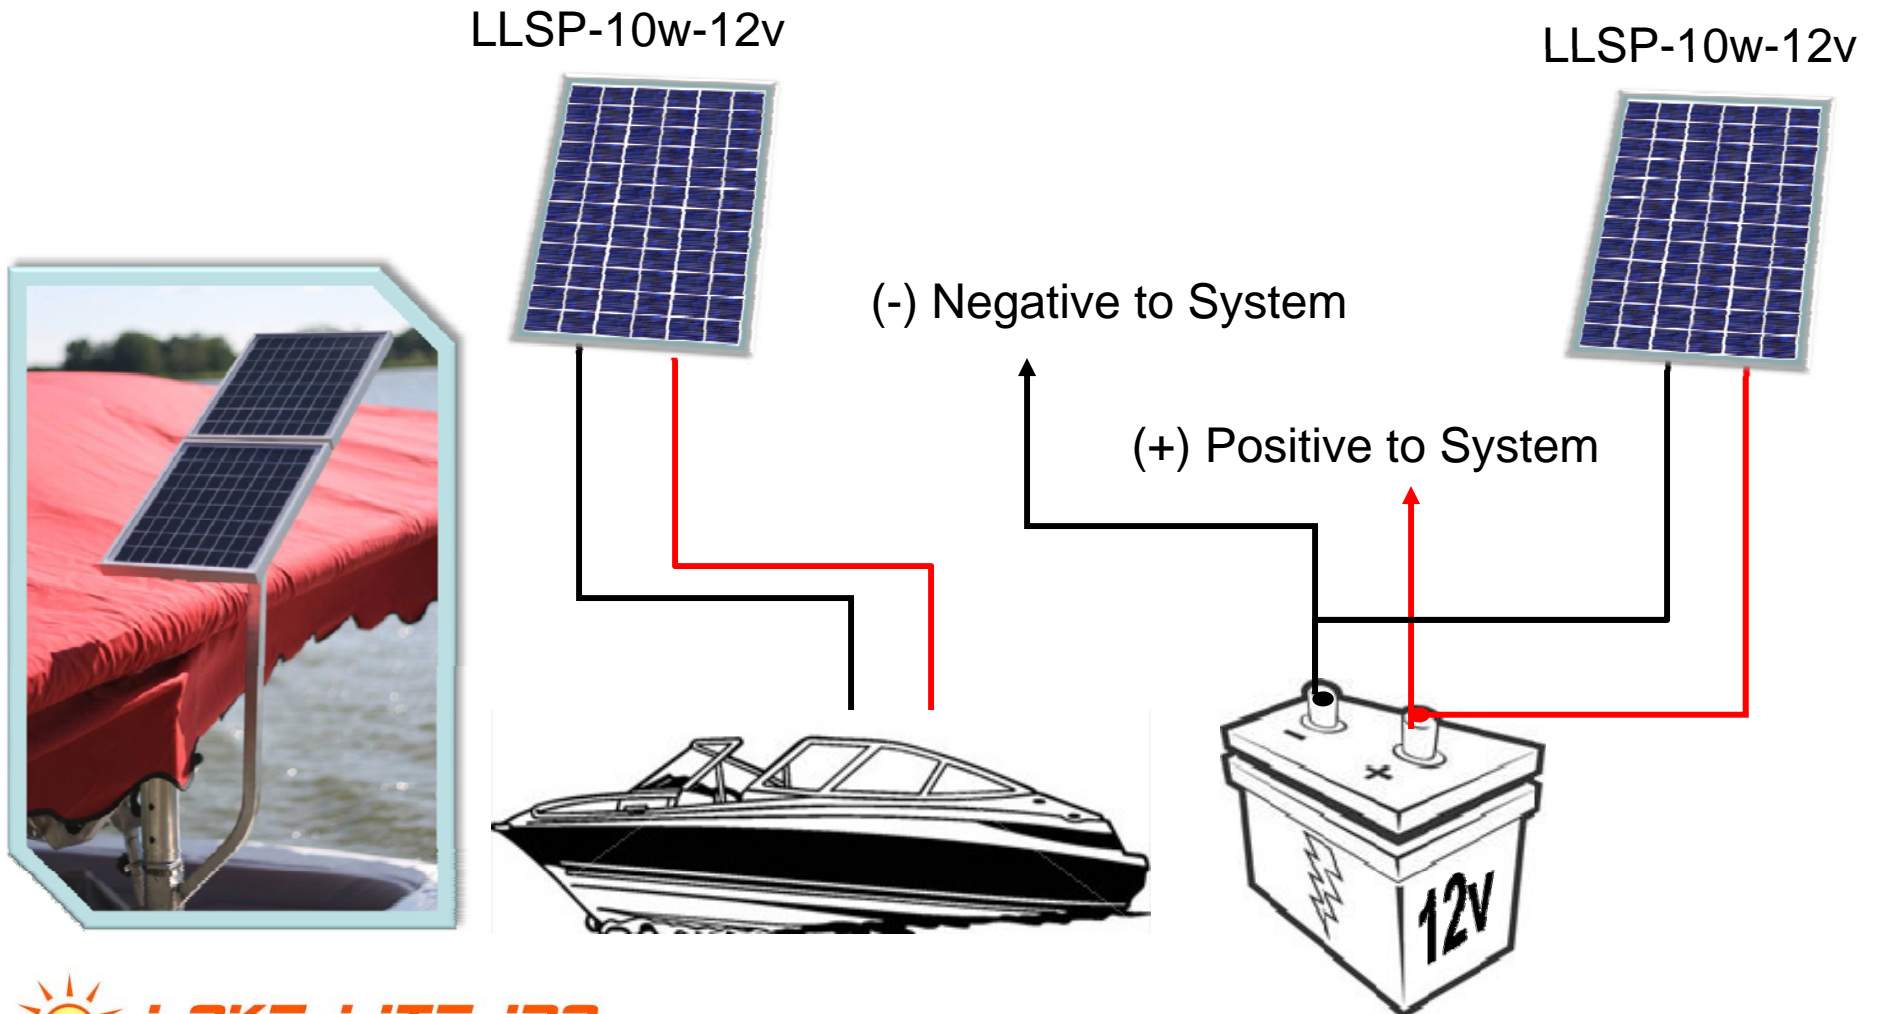 LLSP-10w-12v
LLSP-10w-12v
(-) Negative to System
(+) Positive to System
- +
12v